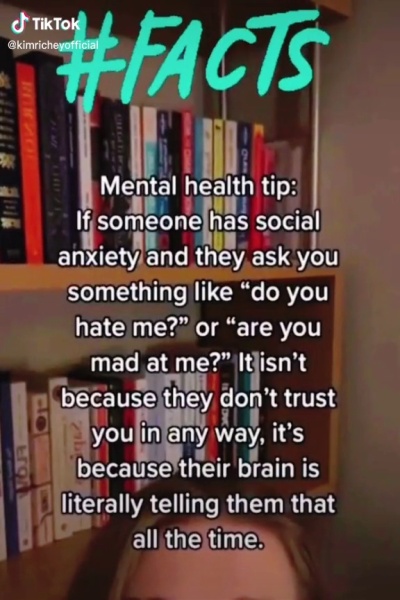 TikTok
@kimricheyofficial
#FACTS
Mental health tip:
If someone has social
anxiety and they ask you
something like “do you
hate me?” or “are you
mad at me?” It isn’t
because they don’t trust
you in any way, it’s
because their brain is
literally telling them that
all the time.